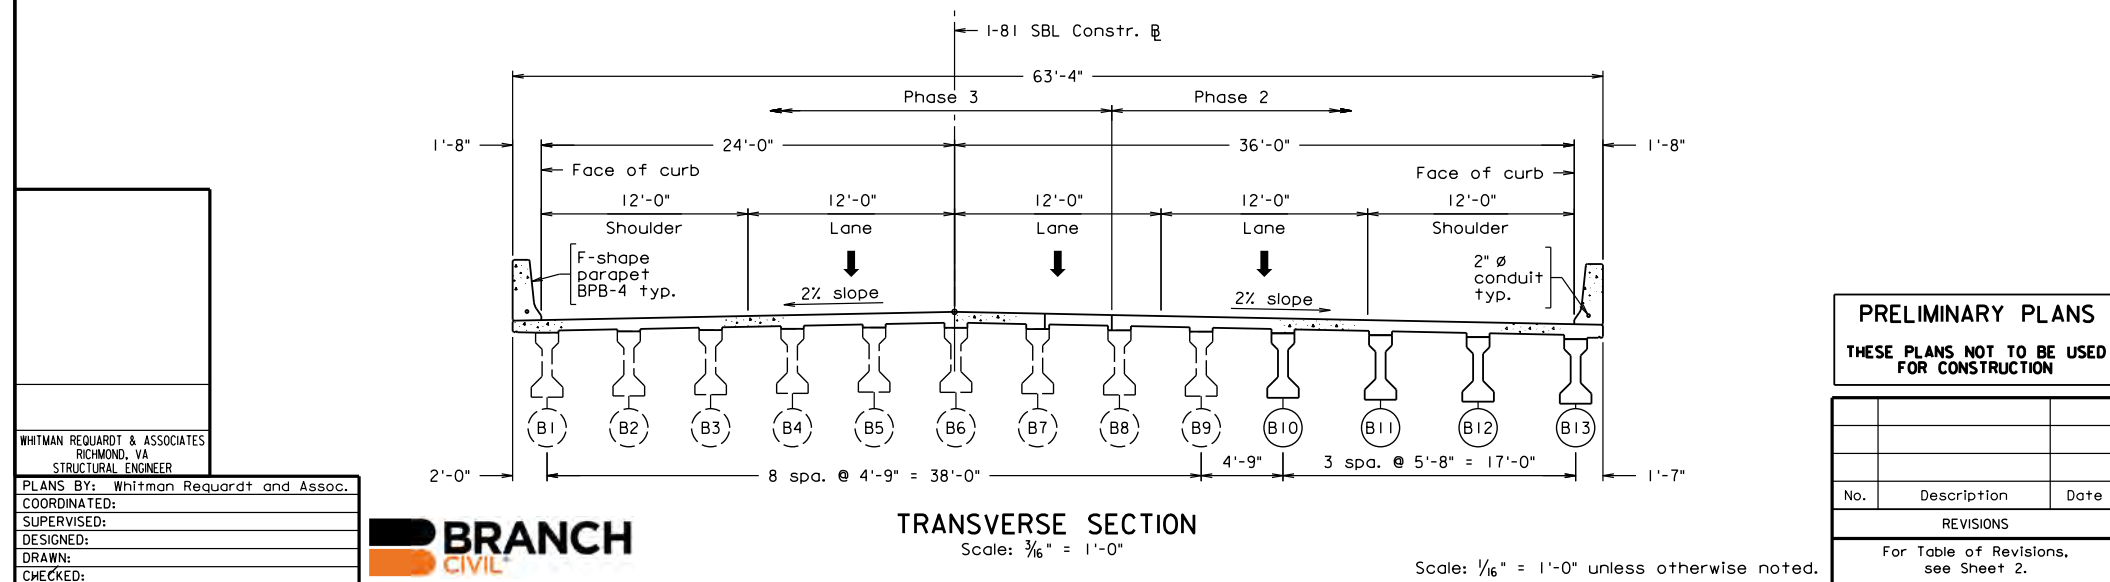 I-81 SBL Constr. ℄
63'-4"
Phase 3 Phase 2
1'-8" 24'-0" 36'-0" 1'-8"
Face of curb Face of curb
12'-0" 12'-0" 12'-0" 12'-0" 12'-0"
Shoulder Lane Lane Lane Shoulder
F-shape
parapet
BPB-4 typ.
2% slope
2% slope
2" ø
conduit
typ.
B1 B2 B3 B4 B5 B6 B7 B8 B9 B10 B11 B12 B13
2'-0" 8 spa. @ 4'-9" = 38'-0" 4'-9" 3 spa. @ 5'-8" = 17'-0" 1'-7"
TRANSVERSE SECTION
Scale: 3/16" = 1'-0"
Scale: 1/16" = 1'-0" unless otherwise noted.
WHITMAN REQUARDT & ASSOCIATES
RICHMOND, VA
STRUCTURAL ENGINEER
PLANS BY: Whitman Requardt and Assoc.
COORDINATED:
SUPERVISED:
DESIGNED:
DRAWN:
CHECKED:
BRANCH
CIVIL
PRELIMINARY PLANS
THESE PLANS NOT TO BE USED
FOR CONSTRUCTION
No. Description Date
REVISIONS
For Table of Revisions,
see Sheet 2.